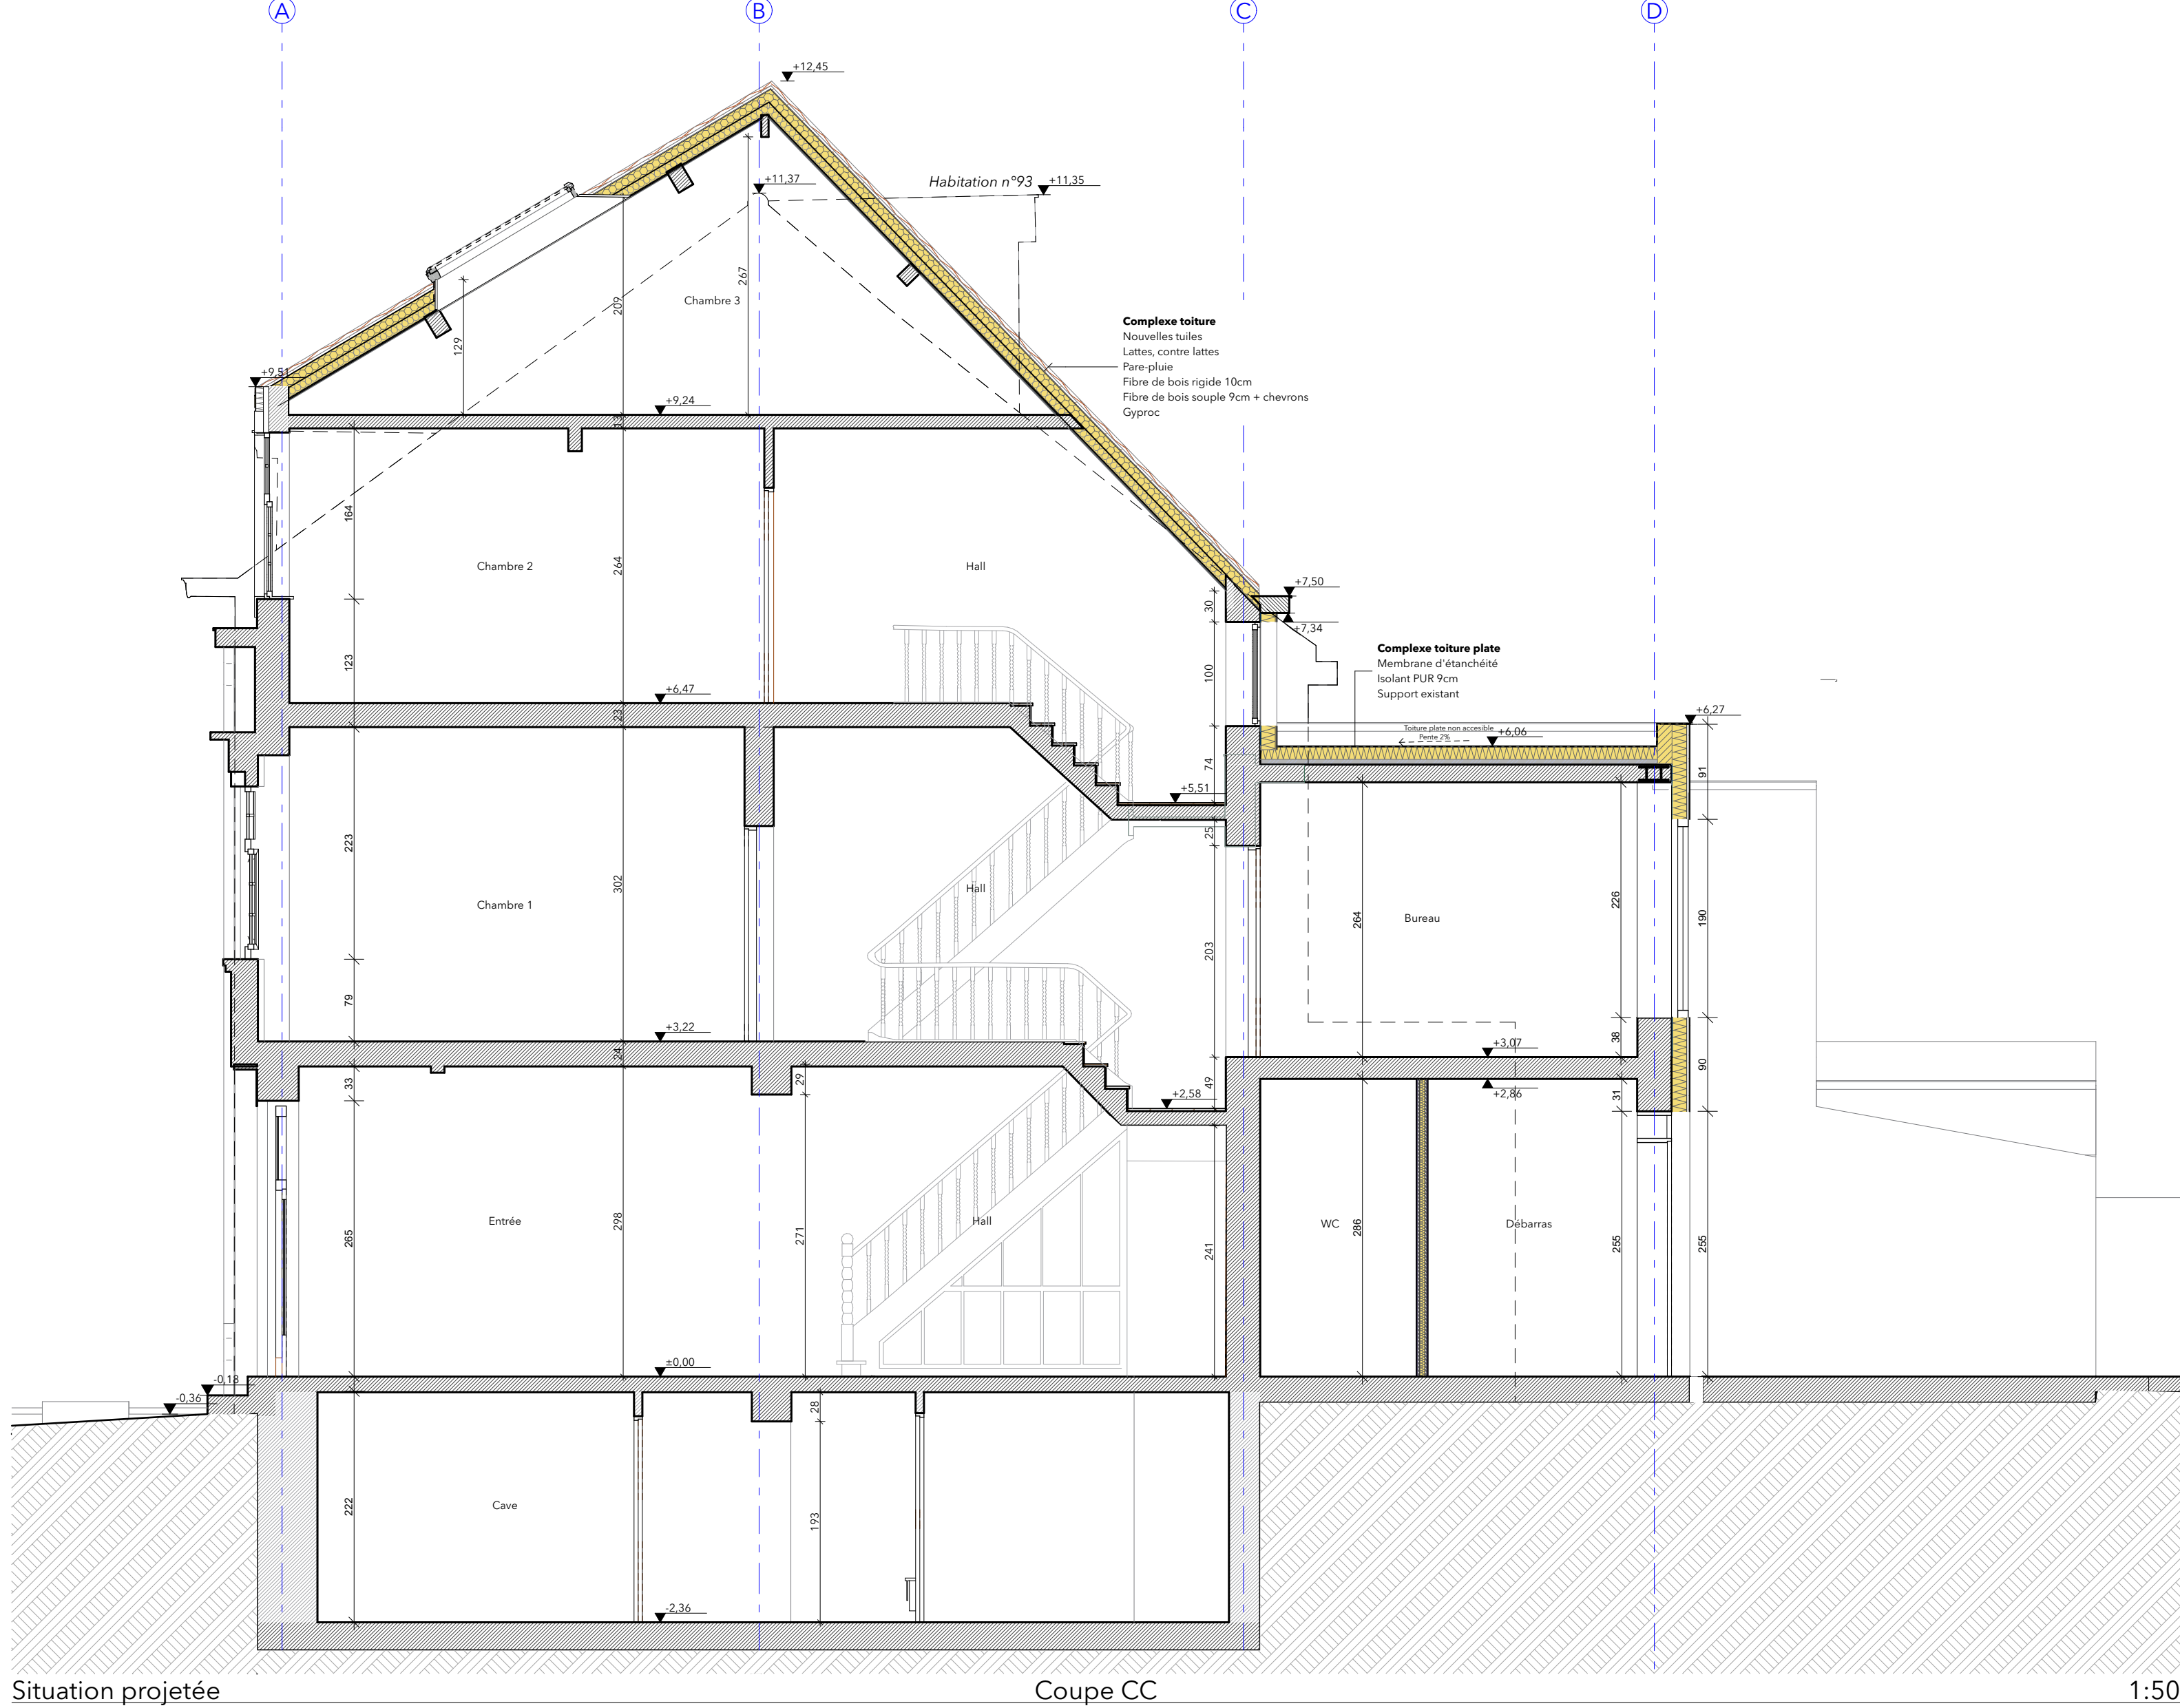 A
B
C
D
+12,45
+11,37
Habitation n°93
+11,35
267
209
Chambre 3
129
Complexe toiture
Nouvelles tuiles
Lattes, contre lattes
Pare-pluie
Fibre de bois rigide 10cm
Fibre de bois souple 9cm + chevrons
Gyproc
+9,51
+9,24
13
164
264
Chambre 2
Hall
+7,50
30
+7,34
Complexe toiture plate
Membrane d'étanchéité
Isolant PUR 9cm
Support existant
123
100
+6,47
23
+6,27
Toiture plate non accesible
+6,06
Pente 2%
74
91
+5,51
25
223
302
Chambre 1
Hall
264
226
190
Bureau
203
79
+3,22
24
+3,07
38
33
29
49
90
+2,58
+2,86
31
265
Entrée
298
271
Hall
241
WC
286
Débarras
255
255
±0,00
-0,18
-0,36
28
222
Cave
193
-2,36
Situation projetée
Coupe CC
1:50